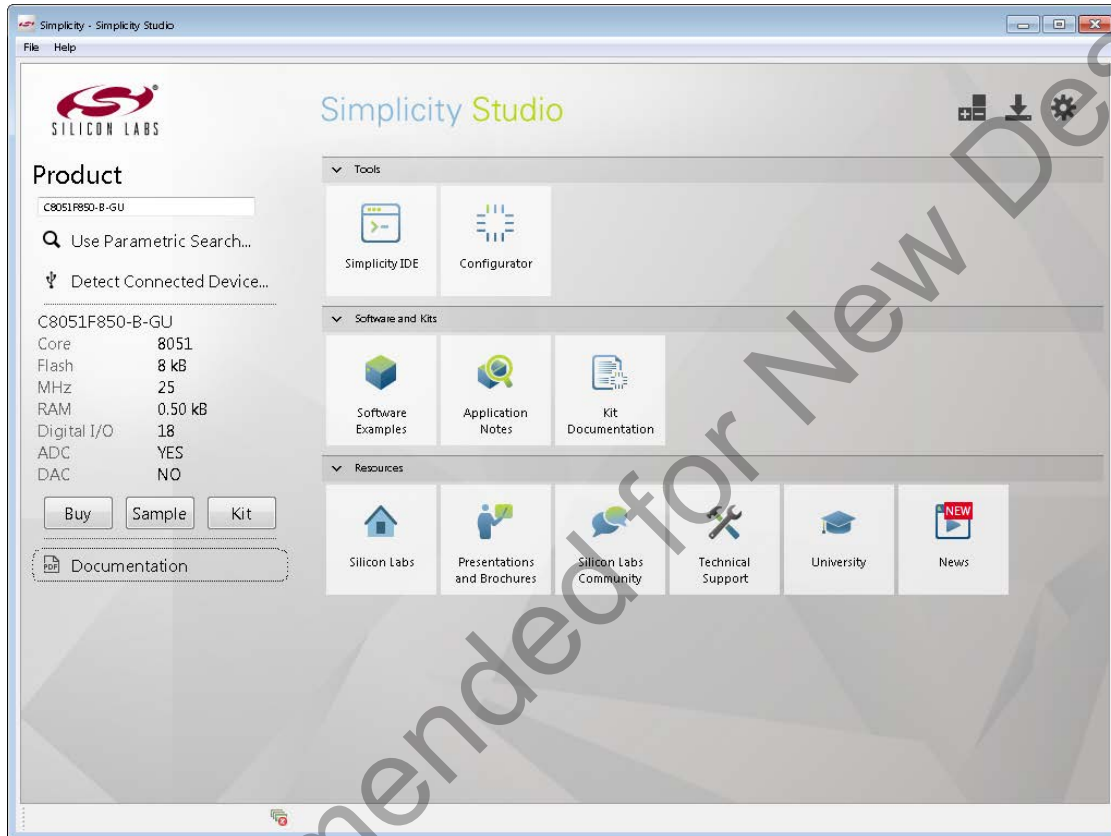 Simplicity - Simplicity Studio
File Help
SILICON LABS
Simplicity Studio
Product
C8051F850-B-GU
Use Parametric Search...
Detect Connected Device...
C8051F850-B-GU
Core 8051
Flash 8 kB
MHz 25
RAM 0.50 kB
Digital I/O 18
ADC YES
DAC NO
Buy Sample Kit
PDF Documentation
Tools
Simplicity IDE
Configurator
Software and Kits
Software
Examples
Application
Notes
Kit
Documentation
Resources
Silicon Labs
Presentations
and Brochures
Silicon Labs
Community
Technical
Support
University
NEW
News
mended for New Des